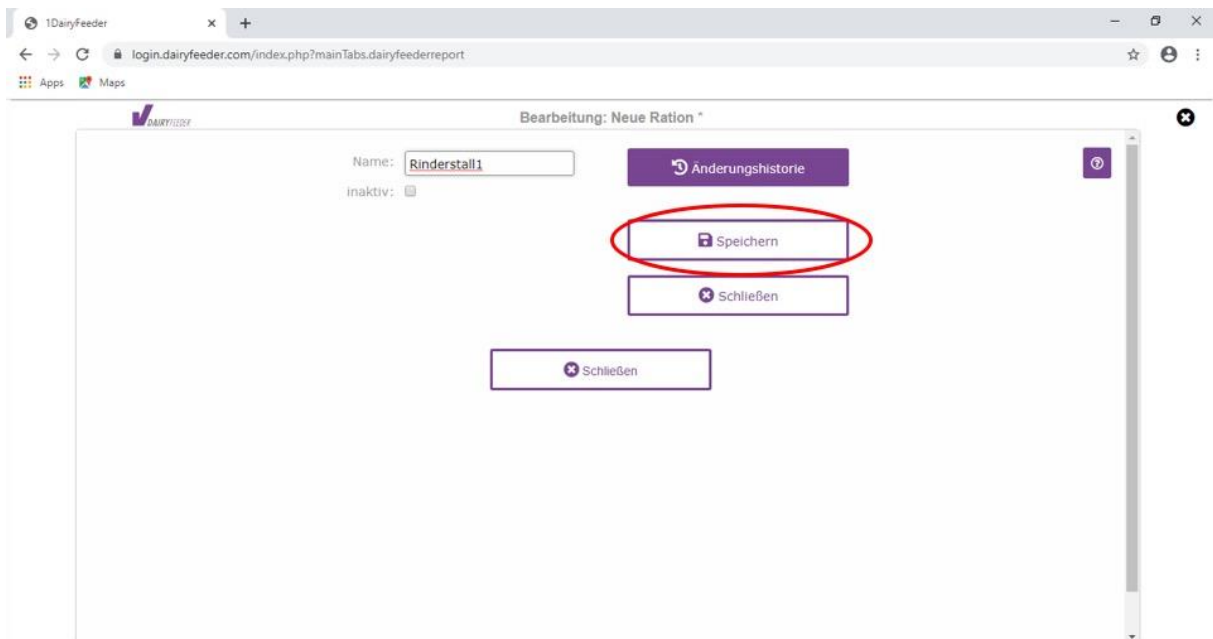 1DairyFeeder
login.dairyfeeder.com/index.php?mainTabs.dairyfeederreport
Apps Maps
DAIRYFEEDER
Bearbeitung: Neue Ration *
Name: Rinderstall1
Änderungshistorie
inaktiv:
Speichern
Schließen
Schließen